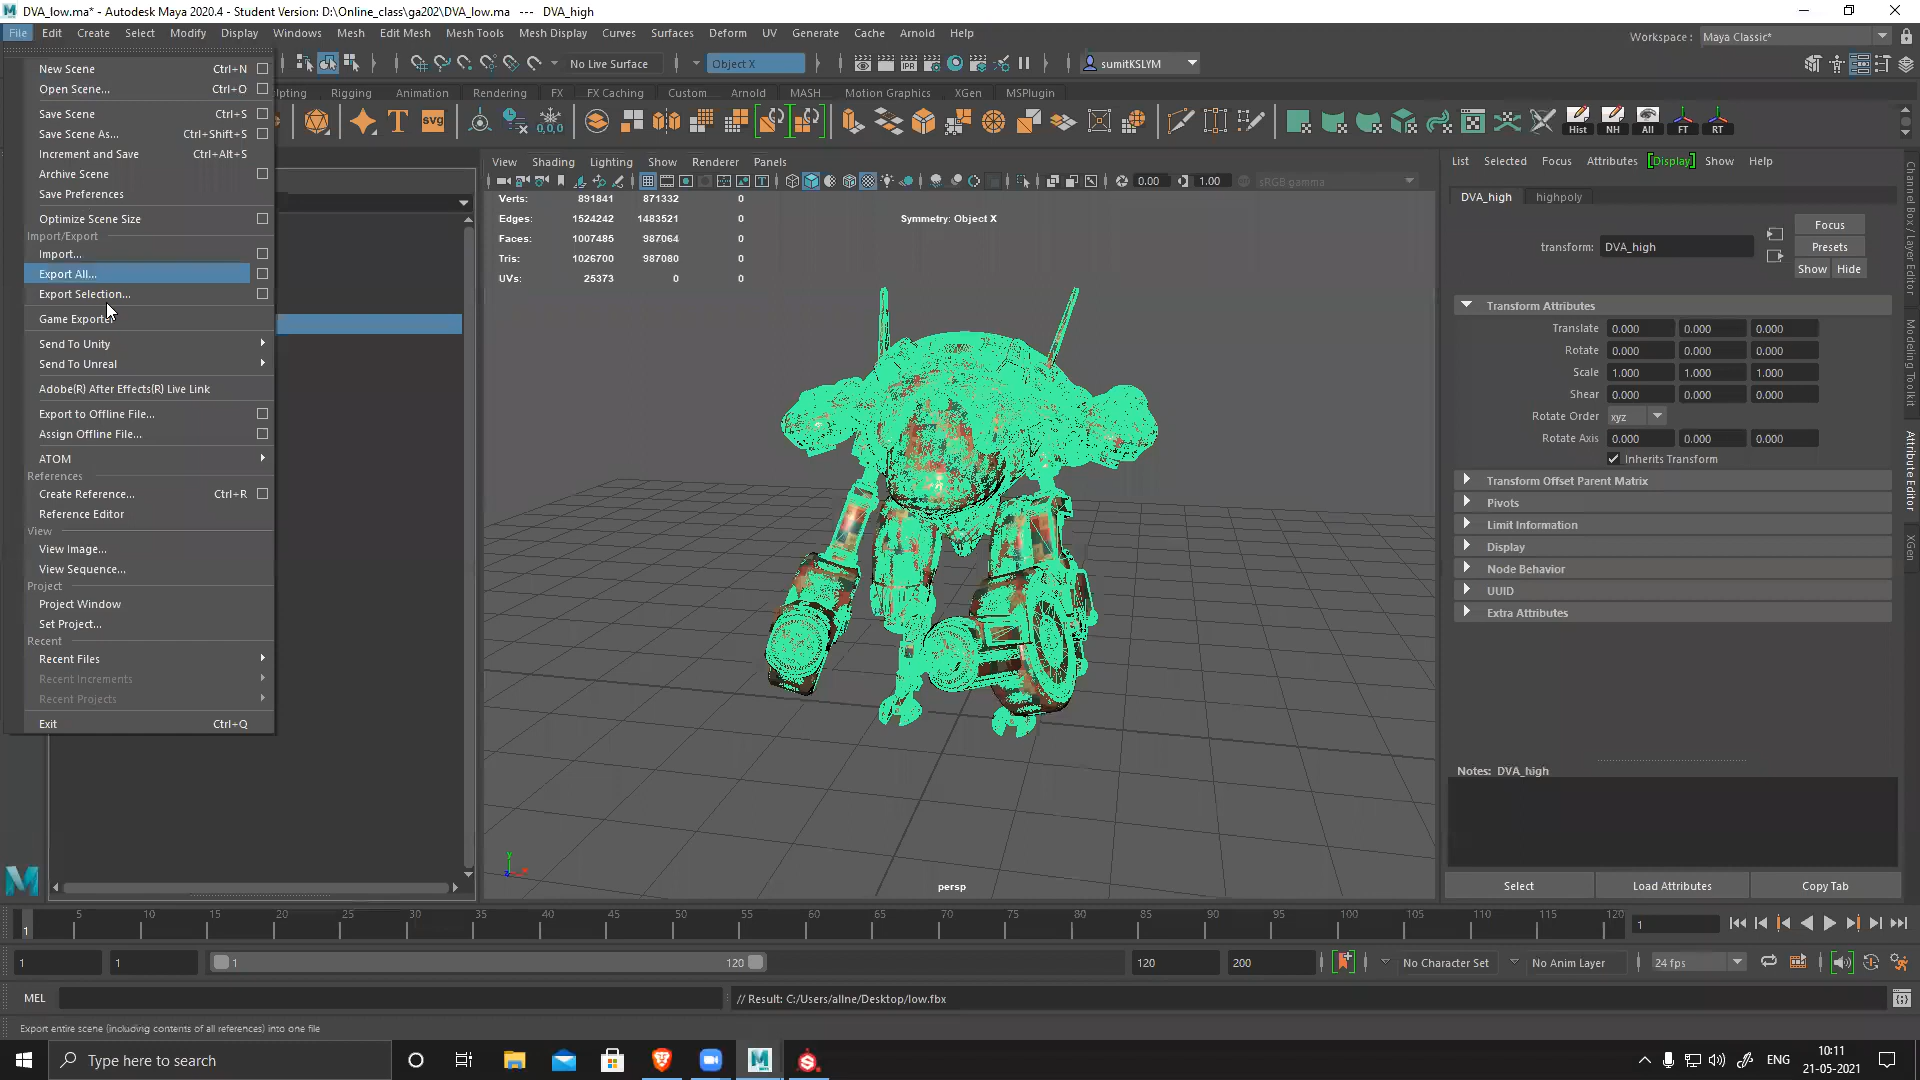 DVA_low.ma* - Autodesk Maya 2020.4 - Student Version: D:\Online_class\ga202\DVA_low.ma --- DVA_high
File Edit Create Select Modify Display Windows Mesh Edit Mesh Mesh Tools Mesh Display Curves Surfaces Deform UV Generate Cache Arnold Help
Workspace : Maya Classic*
No Live Surface Object X sumitKSLYM
Rigging Animation Rendering FX FX Caching Custom Arnold MASH Motion Graphics XGen MSPlugin
T svg IPR Hist NH All FT RT
New Scene Ctrl+N
Open Scene... Ctrl+O
Save Scene Ctrl+S
Save Scene As... Ctrl+Shift+S
Increment and Save Ctrl+Alt+S
Archive Scene
Save Preferences
Optimize Scene Size
Import/Export
Import...
Export All...
Export Selection...
Game Exporter
Send To Unity
Send To Unreal
Adobe(R) After Effects(R) Live Link
Export to Offline File...
Assign Offline File...
ATOM
References
Create Reference... Ctrl+R
Reference Editor
View
View Image...
View Sequence...
Project
Project Window
Set Project...
Recent
Recent Files
Recent Increments
Recent Projects
Exit Ctrl+Q
View Shading Lighting Show Renderer Panels
0.00 1.00 sRGB gamma
Verts: 891841 871332 0
Edges: 1524242 1483521 0
Faces: 1007485 987064 0
Tris: 1026700 987080 0
UVs: 25373 0 0
Symmetry: Object X
persp
List Selected Focus Attributes [Display] Show Help
DVA_high highpoly
transform: DVA_high
Focus
Presets
Show Hide
Transform Attributes
Translate 0.000 0.000 0.000
Rotate 0.000 0.000 0.000
Scale 1.000 1.000 1.000
Shear 0.000 0.000 0.000
Rotate Order xyz
Rotate Axis 0.000 0.000 0.000
Inherits Transform
Transform Offset Parent Matrix
Pivots
Limit Information
Display
Node Behavior
UUID
Extra Attributes
Notes: DVA_high
Select Load Attributes Copy Tab
Channel Box / Layer Editor
Modeling Toolkit
Attribute Editor
XGen
5 10 15 20 25 30 35 40 45 50 55 60 65 70 75 80 85 90 95 100 105 110 115 120
1 1
1 1 1 120 120 200 No Character Set No Anim Layer 24 fps
MEL // Result: C:/Users/allne/Desktop/low.fbx
Export entire scene (including contents of all references) into one file
Type here to search
ENG
10:11
21-05-2021